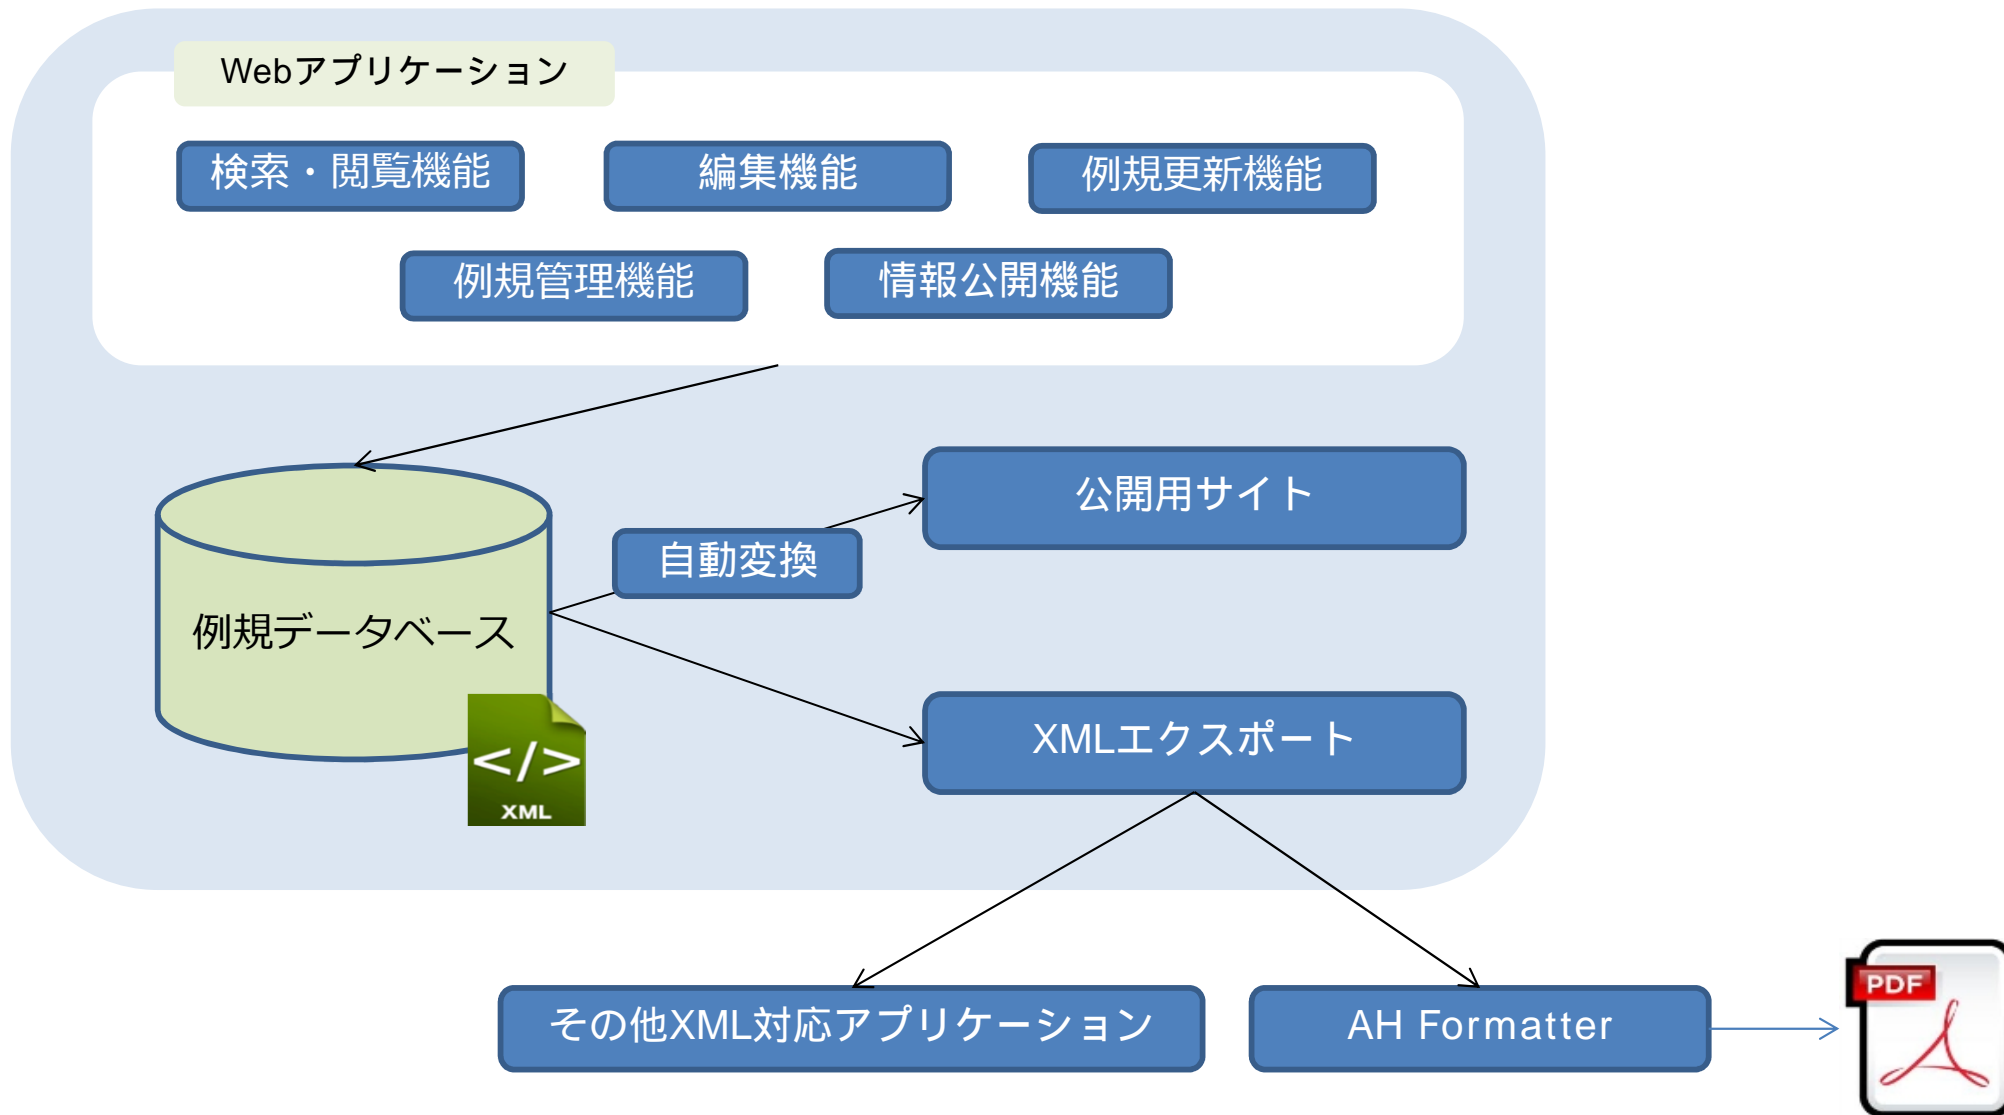 Webアプリケーション
検索・閲覧機能
編集機能
例規更新機能
例規管理機能
情報公開機能
公開用サイト
自動変換
例規データベース
XMLエクスポート
</>
XML
PDF
その他XML対応アプリケーション
AH Formatter